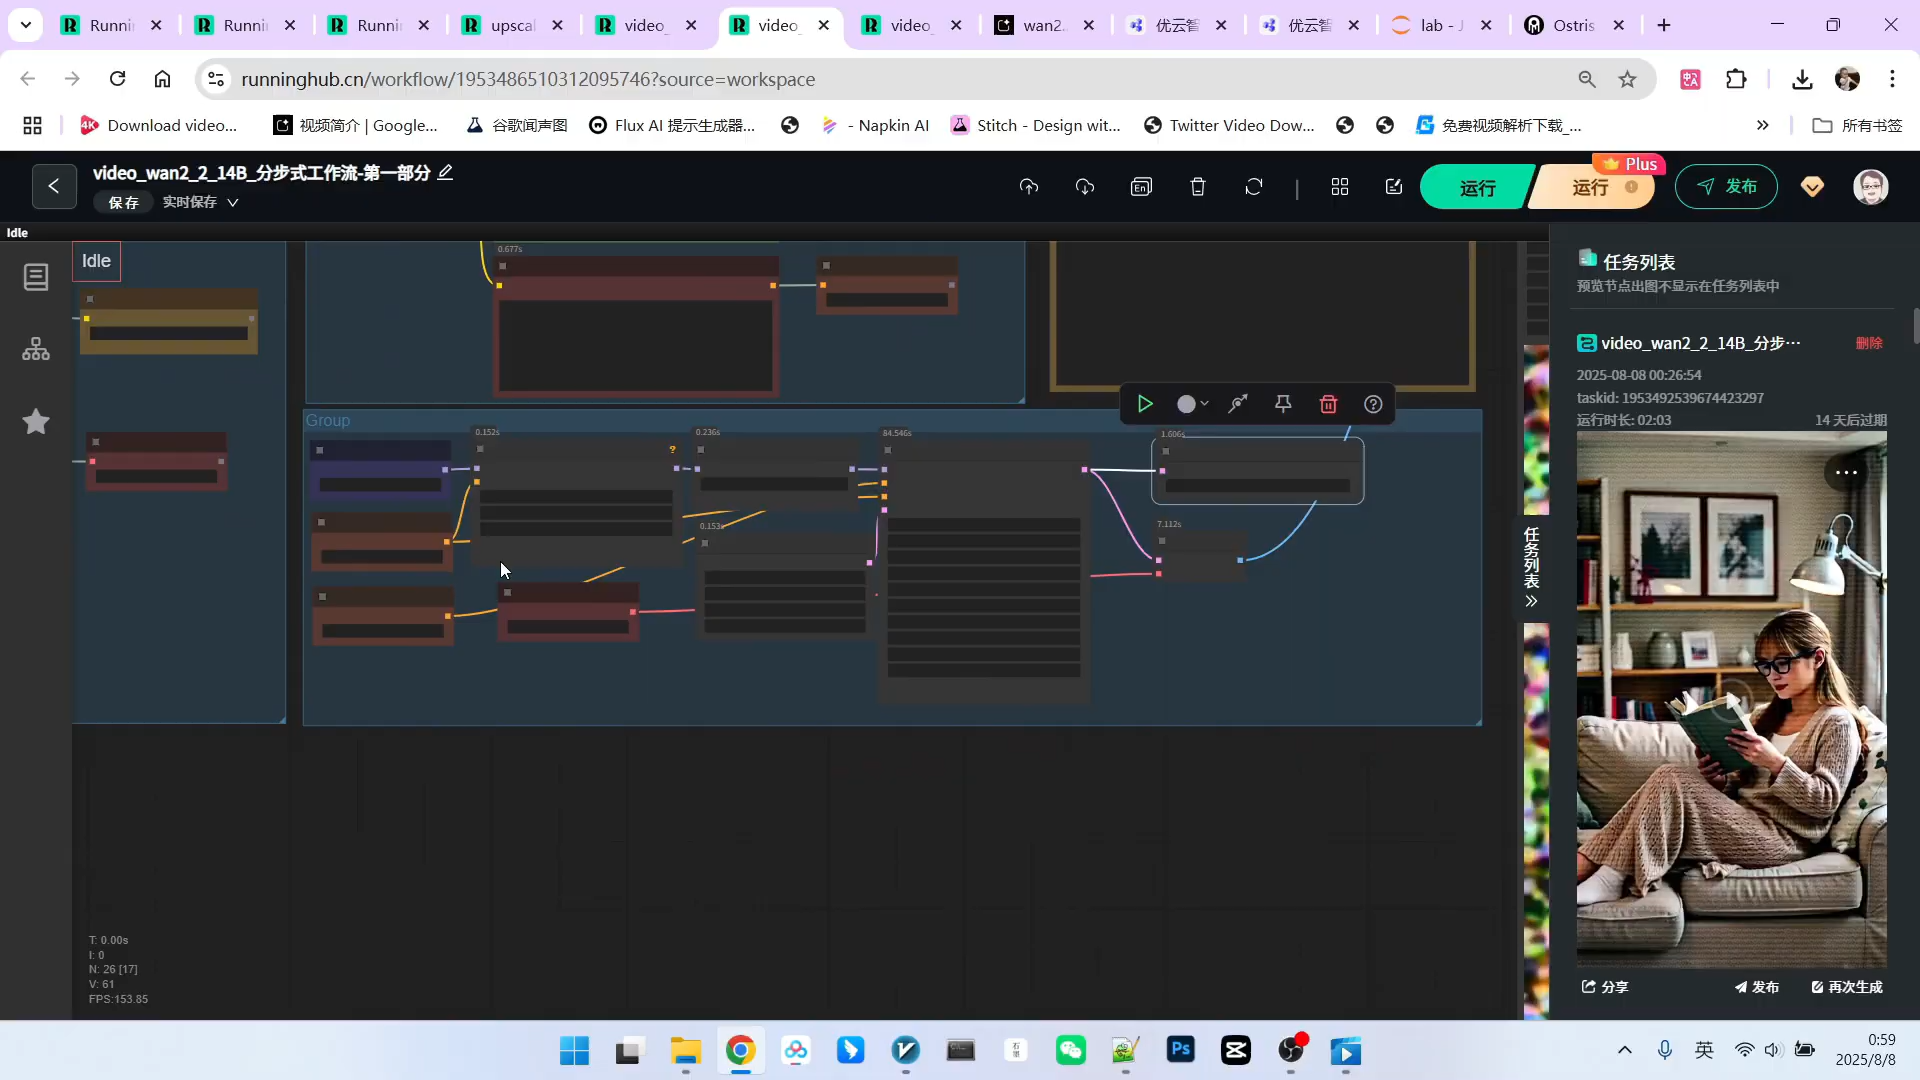 Runnin
Runnin
Runni
upscal
video_
video_
video
wan2.
优云智
优云智
lab - J
Ostris
runninghub.cn/workflow/1953486510312095746?source=workspace
Download video...
视频简介 | Google...
谷歌闻声图
Flux AI 提示生成器...
- Napkin AI
Stitch - Design wit...
Twitter Video Dow...
免费视频解析下载_...
所有书签
video_wan2_2_14B_分步式工作流-第一部分
保存
实时保存
En
运行
运行
Plus
发布
Idle
Idle
0.677s
Group
0.152s
0.236s
84.546s
1.606s
0.153s
7.112s
T: 0.00s
I: 0
N: 26 [17]
V: 61
FPS:153.85
任务列表
任务列表
预览节点出图不显示在任务列表中
video_wan2_2_14B_分步···
删除
2025-08-08 00:26:54
taskid: 1953492539674423297
运行时长: 02:03
14 天后过期
分享
发布
再次生成
石墨
Ps
英
0:59
2025/8/8